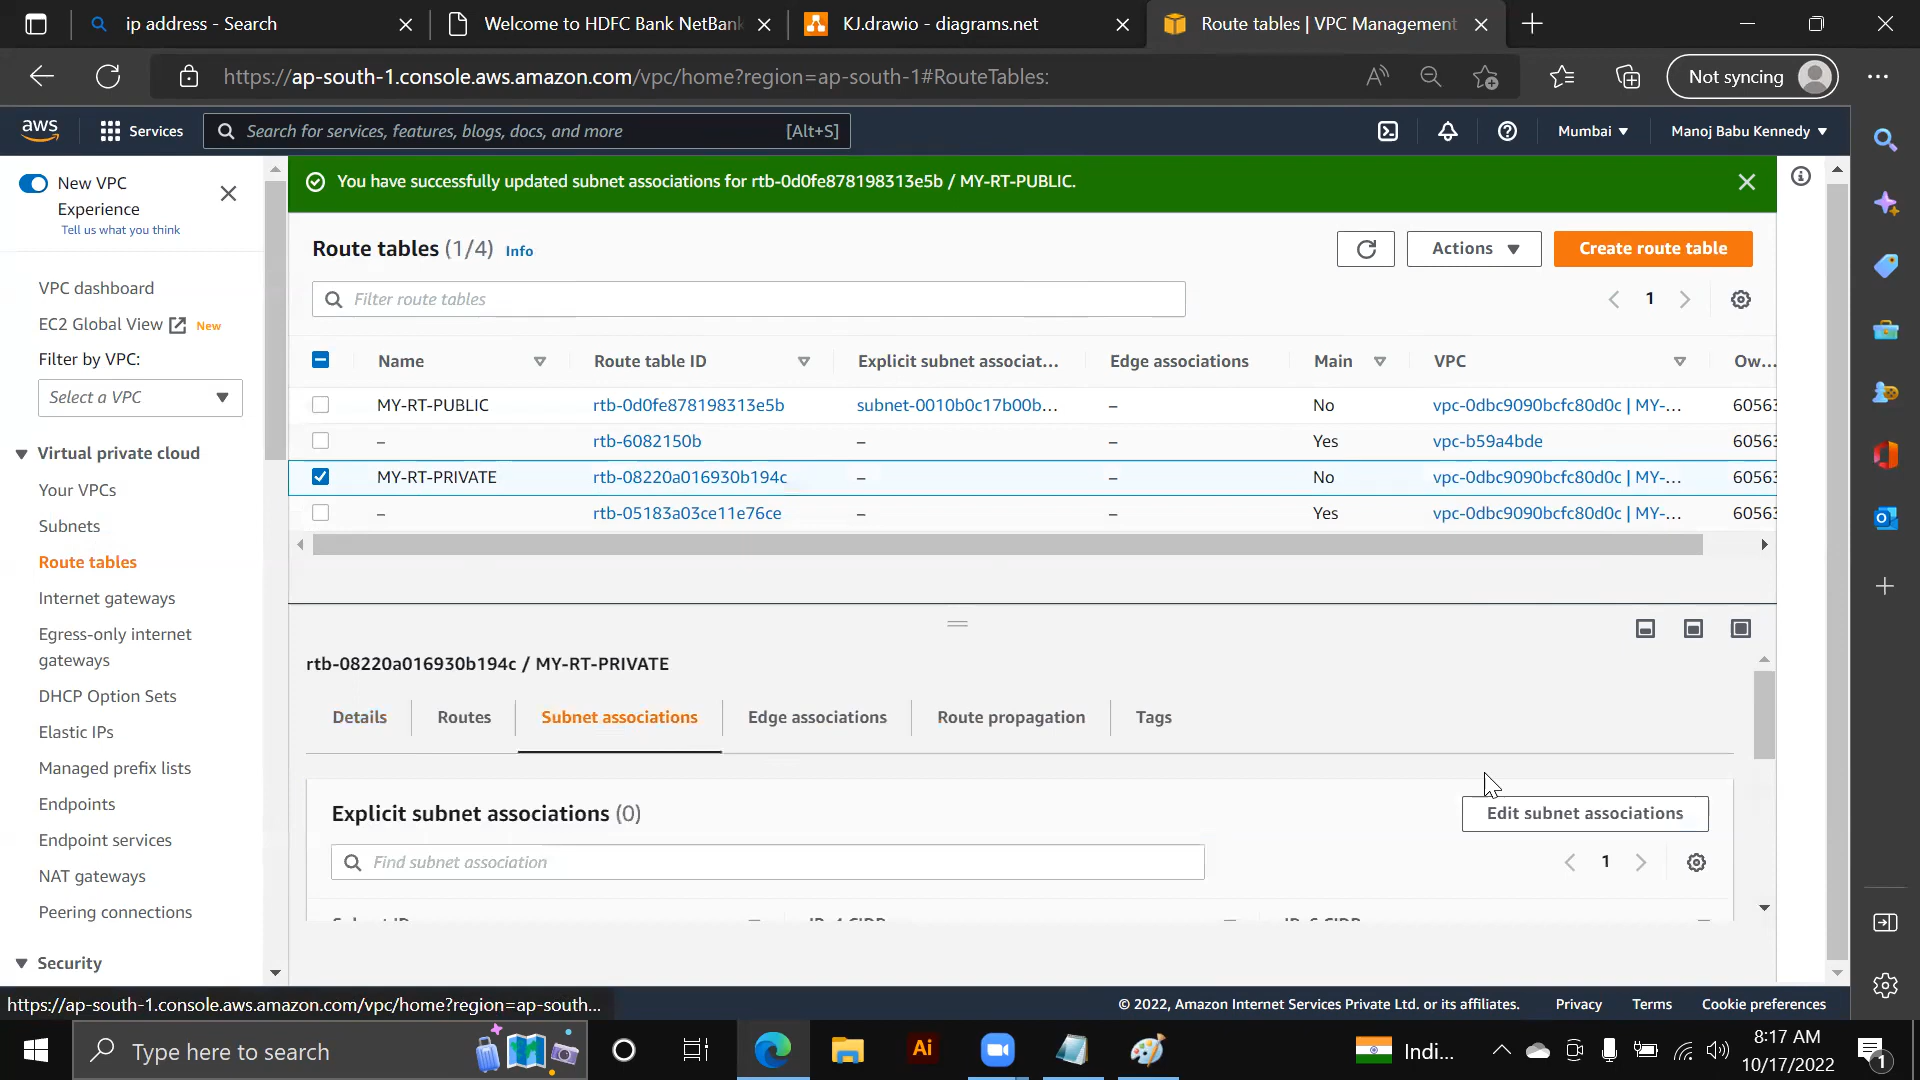 ip address - Search
Welcome to HDFC Bank NetBank
KJ.drawio - diagrams.net
Route tables | VPC Management
https://ap-south-1.console.aws.amazon.com/vpc/home?region=ap-south-1#RouteTables:
Not syncing
aws
Services
Search for services, features, blogs, docs, and more
[Alt+S]
Mumbai
Manoj Babu Kennedy
New VPC
Experience
Tell us what you think
You have successfully updated subnet associations for rtb-0d0fe878198313e5b / MY-RT-PUBLIC.
VPC dashboard
EC2 Global View
New
Filter by VPC:
Select a VPC
Virtual private cloud
Your VPCs
Subnets
Route tables
Internet gateways
Egress-only internet
gateways
DHCP Option Sets
Elastic IPs
Managed prefix lists
Endpoints
Endpoint services
NAT gateways
Peering connections
Security
Route tables (1/4) Info
Actions
Create route table
Filter route tables
1
Name Route table ID Explicit subnet associat... Edge associations Main VPC Ow...
MY-RT-PUBLIC rtb-0d0fe878198313e5b subnet-0010b0c17b00b... – No vpc-0dbc9090bcfc80d0c | MY-... 6056
– rtb-6082150b – – Yes vpc-b59a4bde 6056
MY-RT-PRIVATE rtb-08220a016930b194c – – No vpc-0dbc9090bcfc80d0c | MY-... 6056
– rtb-05183a03ce11e76ce – – Yes vpc-0dbc9090bcfc80d0c | MY-... 6056
rtb-08220a016930b194c / MY-RT-PRIVATE
Details
Routes
Subnet associations
Edge associations
Route propagation
Tags
Explicit subnet associations (0)
Edit subnet associations
Find subnet association
1
https://ap-south-1.console.aws.amazon.com/vpc/home?region=ap-south...
© 2022, Amazon Internet Services Private Ltd. or its affiliates.
Privacy
Terms
Cookie preferences
Type here to search
Ai
Indi...
8:17 AM
10/17/2022
1